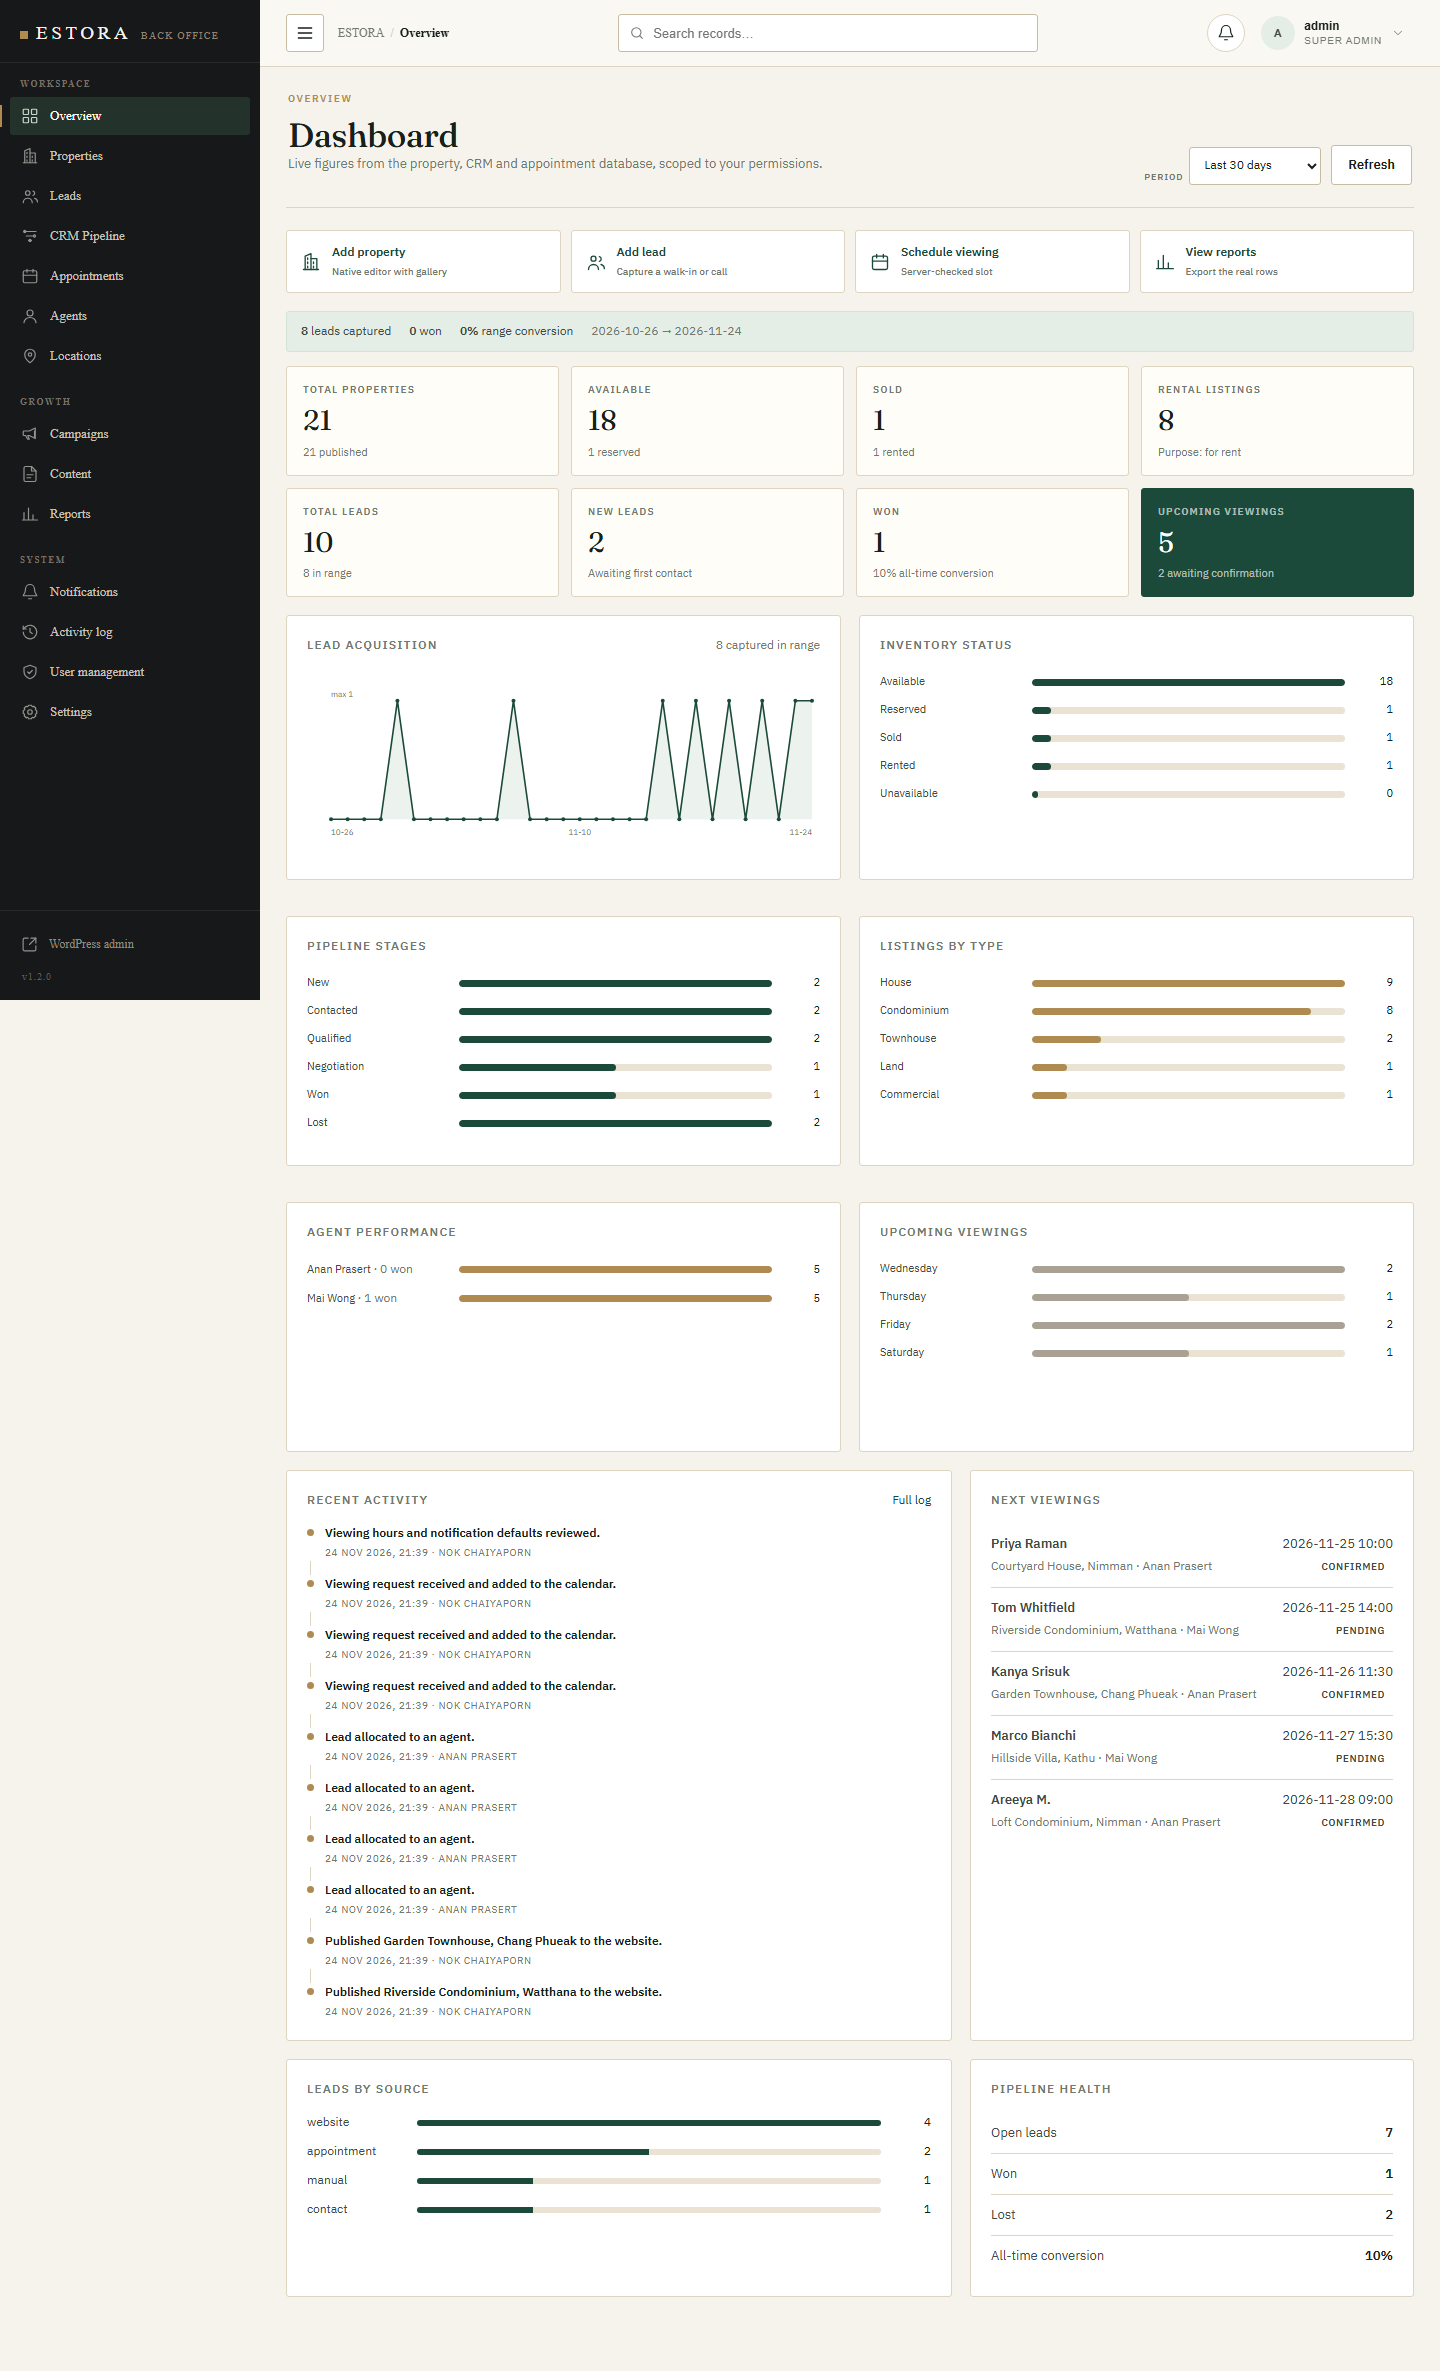 ESTORA BACK OFFICE
WORKSPACE
Overview
Properties
Leads
CRM Pipeline
Appointments
Agents
Locations
GROWTH
Campaigns
Content
Reports
SYSTEM
Notifications
Activity log
User management
Settings
WordPress admin
v1.2.0
ESTORA / Overview
Search records…
A
admin
SUPER ADMIN
OVERVIEW
Dashboard
Live figures from the property, CRM and appointment database, scoped to your permissions.
PERIOD
Last 30 days
Refresh
Add property
Native editor with gallery
Add lead
Capture a walk-in or call
Schedule viewing
Server-checked slot
View reports
Export the real rows
8 leads captured 0 won 0% range conversion 2026-10-26 → 2026-11-24
TOTAL PROPERTIES
21
21 published
AVAILABLE
18
1 reserved
SOLD
1
1 rented
RENTAL LISTINGS
8
Purpose: for rent
TOTAL LEADS
10
8 in range
NEW LEADS
2
Awaiting first contact
WON
1
10% all-time conversion
UPCOMING VIEWINGS
5
2 awaiting confirmation
LEAD ACQUISITION
8 captured in range
max 1
10-26 11-10 11-24
INVENTORY STATUS
Available 18
Reserved 1
Sold 1
Rented 1
Unavailable 0
PIPELINE STAGES
New 2
Contacted 2
Qualified 2
Negotiation 1
Won 1
Lost 2
LISTINGS BY TYPE
House 9
Condominium 8
Townhouse 2
Land 1
Commercial 1
AGENT PERFORMANCE
Anan Prasert · 0 won 5
Mai Wong · 1 won 5
UPCOMING VIEWINGS
Wednesday 2
Thursday 1
Friday 2
Saturday 1
RECENT ACTIVITY
Full log
Viewing hours and notification defaults reviewed.
24 NOV 2026, 21:39 · NOK CHAIYAPORN
Viewing request received and added to the calendar.
24 NOV 2026, 21:39 · NOK CHAIYAPORN
Viewing request received and added to the calendar.
24 NOV 2026, 21:39 · NOK CHAIYAPORN
Viewing request received and added to the calendar.
24 NOV 2026, 21:39 · NOK CHAIYAPORN
Lead allocated to an agent.
24 NOV 2026, 21:39 · ANAN PRASERT
Lead allocated to an agent.
24 NOV 2026, 21:39 · ANAN PRASERT
Lead allocated to an agent.
24 NOV 2026, 21:39 · ANAN PRASERT
Lead allocated to an agent.
24 NOV 2026, 21:39 · ANAN PRASERT
Published Garden Townhouse, Chang Phueak to the website.
24 NOV 2026, 21:39 · NOK CHAIYAPORN
Published Riverside Condominium, Watthana to the website.
24 NOV 2026, 21:39 · NOK CHAIYAPORN
NEXT VIEWINGS
Priya Raman 2026-11-25 10:00
Courtyard House, Nimman · Anan Prasert CONFIRMED
Tom Whitfield 2026-11-25 14:00
Riverside Condominium, Watthana · Mai Wong PENDING
Kanya Srisuk 2026-11-26 11:30
Garden Townhouse, Chang Phueak · Anan Prasert CONFIRMED
Marco Bianchi 2026-11-27 15:30
Hillside Villa, Kathu · Mai Wong PENDING
Areeya M. 2026-11-28 09:00
Loft Condominium, Nimman · Anan Prasert CONFIRMED
LEADS BY SOURCE
website 4
appointment 2
manual 1
contact 1
PIPELINE HEALTH
Open leads 7
Won 1
Lost 2
All-time conversion 10%